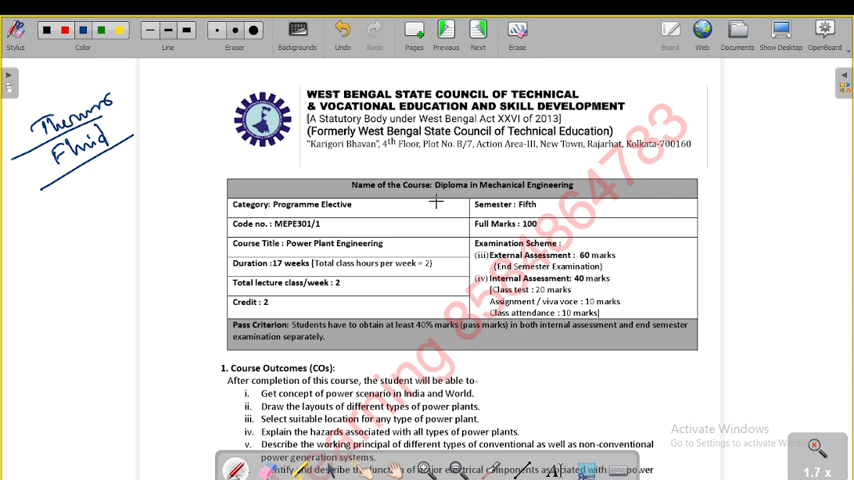 Stylus
Color
Line
Eraser
Backgrounds
Undo
Redo
Pages
Previous
Next
Erase
Board
Web
Documents
Show Desktop
OpenBoard
Thermo
Fluid
WEST BENGAL STATE COUNCIL OF TECHNICAL
& VOCATIONAL EDUCATION AND SKILL DEVELOPMENT
[A Statutory Body under West Bengal Act XXVI of 2013]
(Formerly West Bengal State Council of Technical Education)
"Karigori Bhavan", 4th Floor, Plot No. B/7, Action Area-III, New Town, Rajarhat, Kolkata-700160
Name of the Course: Diploma in Mechanical Engineering
Category: Programme Elective
Semester : Fifth
Code no. : MEPE301/1
Full Marks : 100
Course Title : Power Plant Engineering
Examination Scheme :
(iii) External Assessment : 60 marks
Duration :17 weeks [Total class hours per week = 2)
(End Semester Examination)
(iv) Internal Assessment: 40 marks
Total lecture class/week : 2
[Class test : 20 marks
Assignment / viva voce : 10 marks
Credit : 2
Class attendance : 10 marks]
Pass Criterion: Students have to obtain at least 40% marks (pass marks) in both internal assessment and end semester
examination separately.
1. Course Outcomes (COs):
After completion of this course, the student will be able to-
i. Get concept of power scenario in India and World.
ii. Draw the layouts of different types of power plants.
iii. Select suitable location for any type of power plant.
iv. Explain the hazards associated with all types of power plants.
v. Describe the working principal of different types of conventional as well as non-conventional
power generation systems.
and describe the function of major electrical components associated with power
8564864783
Activate Windows
Go to Settings to activate Windows
1.7 x